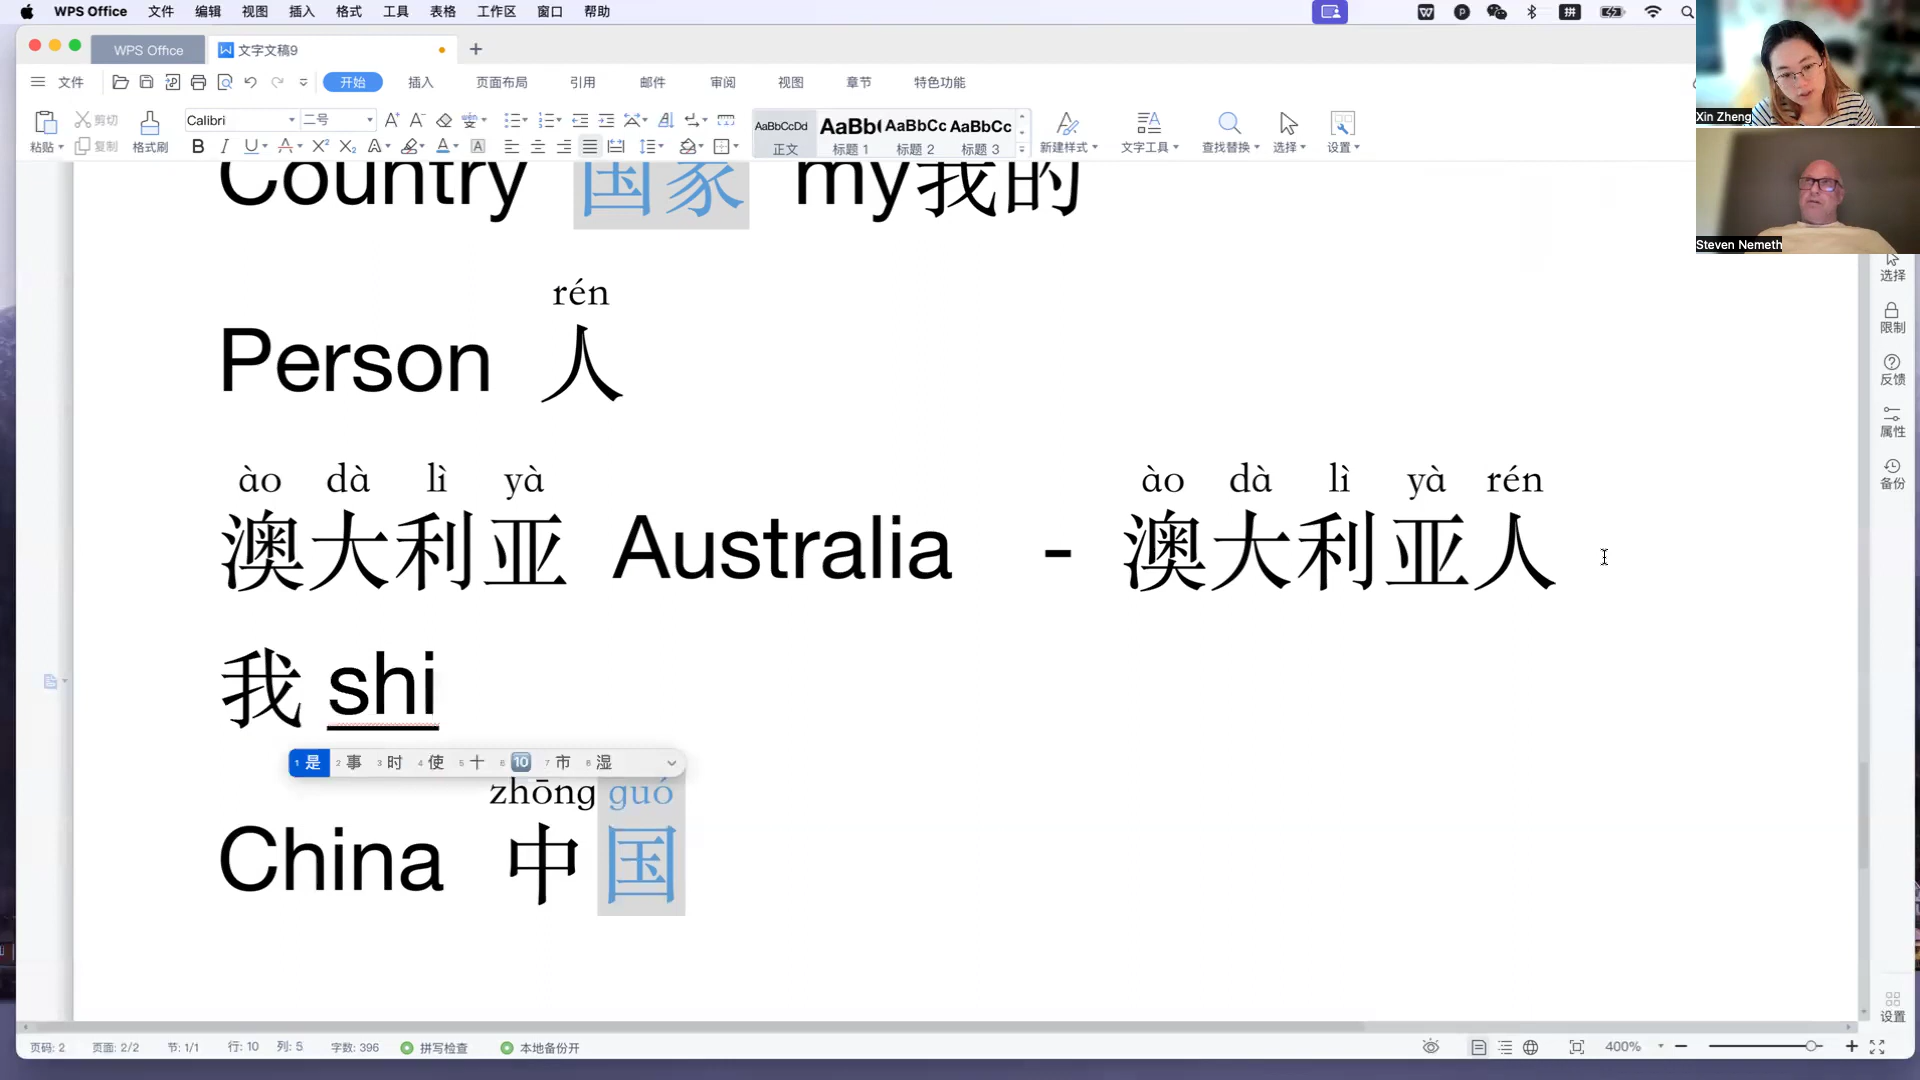 WPS Office 文件 编辑 视图 插入 格式 工具 表格 工作区 窗口 帮助
WPS Office 文字文稿9
文件 开始 插入 页面布局 引用 邮件 审阅 视图 章节 特色功能
粘贴 剪切 复制 格式刷 Calibri 二号
AaBbCcDd 正文 AaBb( 标题 1 AaBbCc 标题 2 AaBbCc 标题 3 新建样式 文字工具 查找替换 选择 设置
Xin Zheng
Steven Nemeth
Country 国家 my我的
rén
Person 人
ào dà lì yà ào dà lì yà rén
澳大利亚 Australia - 澳大利亚人
我 shi
1 是 2 事 3 时 4 使 5 十 6 10 7 市 8 湿
zhōng guó
China 中国
选择
限制
反馈
属性
备份
设置
页码: 2 页面: 2/2 节: 1/1 行: 10 列: 5 字数: 396 拼写检查 本地备份开 400%